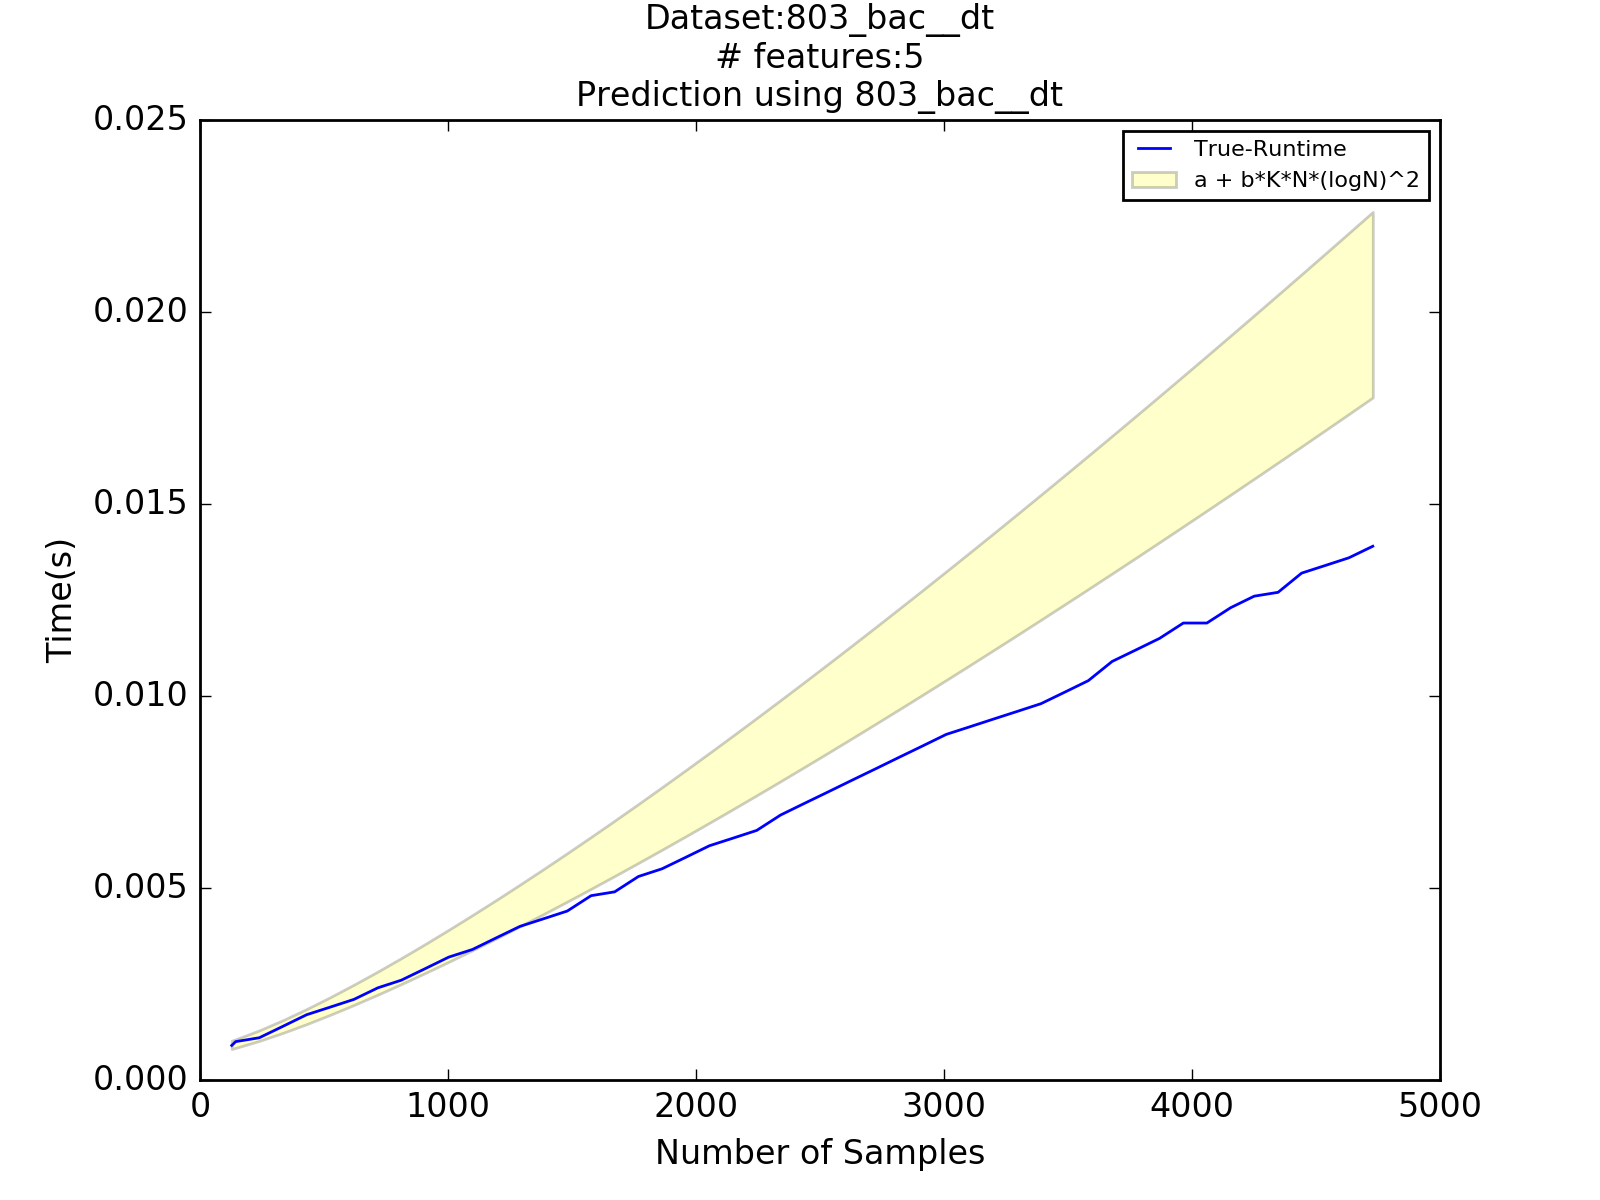 Dataset:803_bac__dt
# features:5
Prediction using 803_bac__dt
True-Runtime
a + b*K*N*(logN)^2
0.025
0.020
0.015
0.010
0.005
0.000
Time(s)
0 1000 2000 3000 4000 5000
Number of Samples